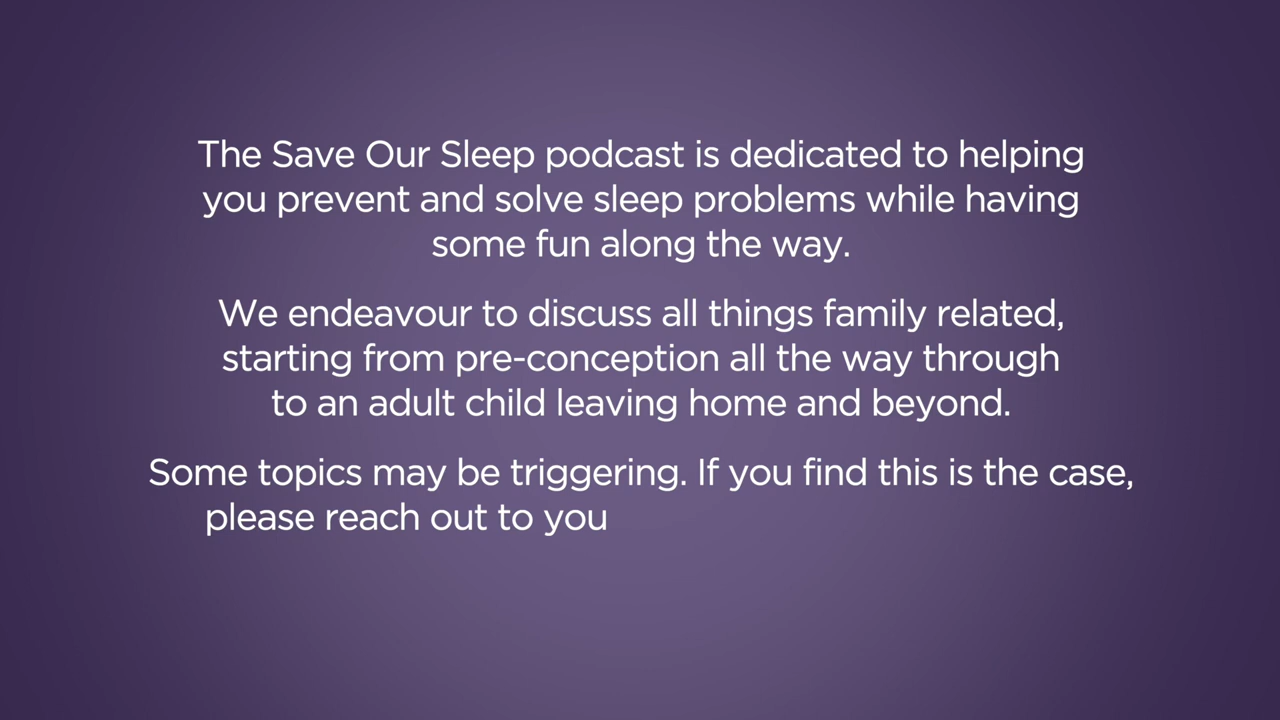 The Save Our Sleep podcast is dedicated to helping
you prevent and solve sleep problems while having
some fun along the way.
We endeavour to discuss all things family related,
starting from pre-conception all the way through
to an adult child leaving home and beyond.
Some topics may be triggering. If you find this is the case,
please reach out to you